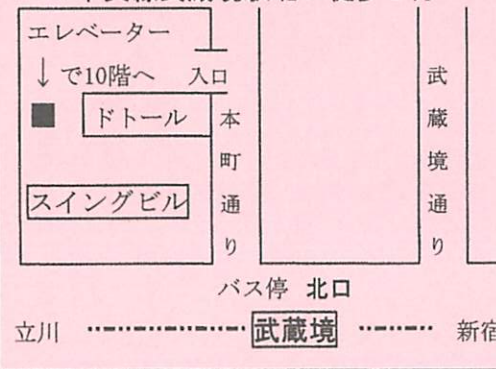 エレベーター
↓で10階へ
入口
ドトール
スイングビル
本町通り
武蔵境通り
バス停 北口
立川
武蔵境